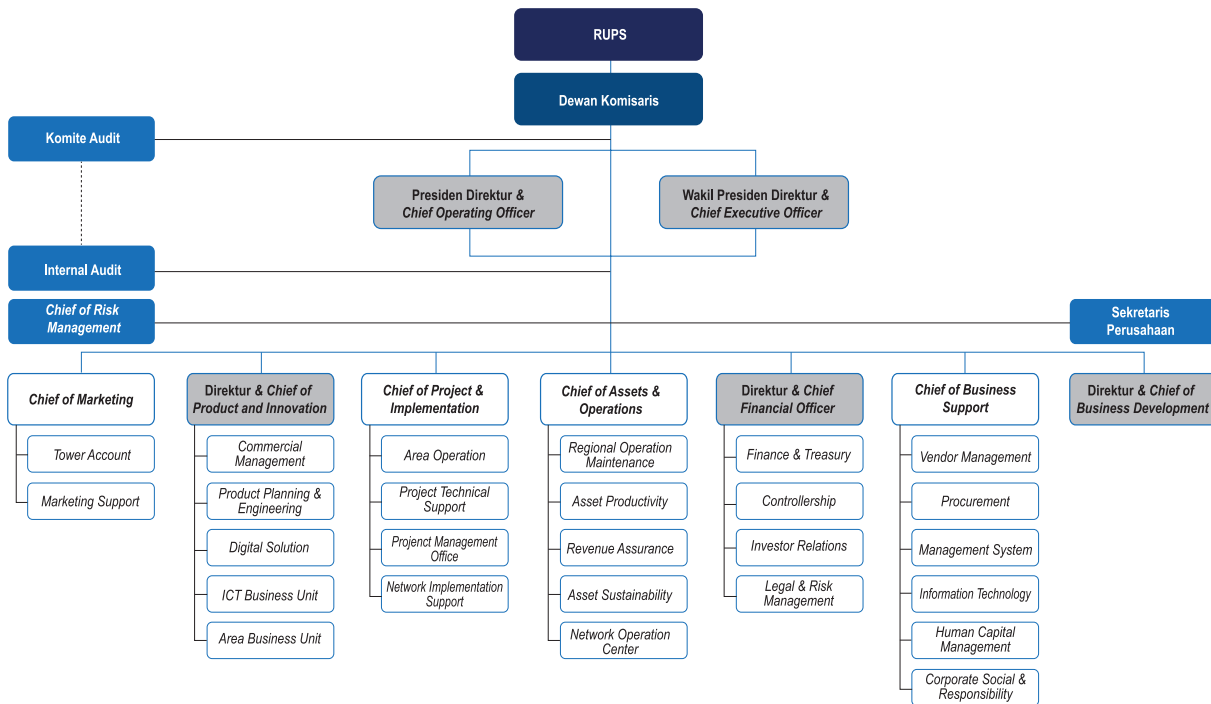 RUPS
Dewan Komisaris
Komite Audit
Presiden Direktur &
Chief Operating Officer
Wakil Presiden Direktur &
Chief Executive Officer
Internal Audit
Chief of Risk
Management
Sekretaris
Perusahaan
Chief of Marketing
Tower Account
Marketing Support
Direktur & Chief of
Product and Innovation
Commercial
Management
Product Planning &
Engineering
Digital Solution
ICT Business Unit
Area Business Unit
Chief of Project &
Implementation
Area Operation
Project Technical
Support
Projenct Management
Office
Network Implementation
Support
Chief of Assets &
Operations
Regional Operation
Maintenance
Asset Productivity
Revenue Assurance
Asset Sustainability
Network Operation
Center
Direktur & Chief
Financial Officer
Finance & Treasury
Controllership
Investor Relations
Legal & Risk
Management
Chief of Business
Support
Vendor Management
Procurement
Management System
Information Technology
Human Capital
Management
Corporate Social &
Responsibility
Direktur & Chief of
Business Development